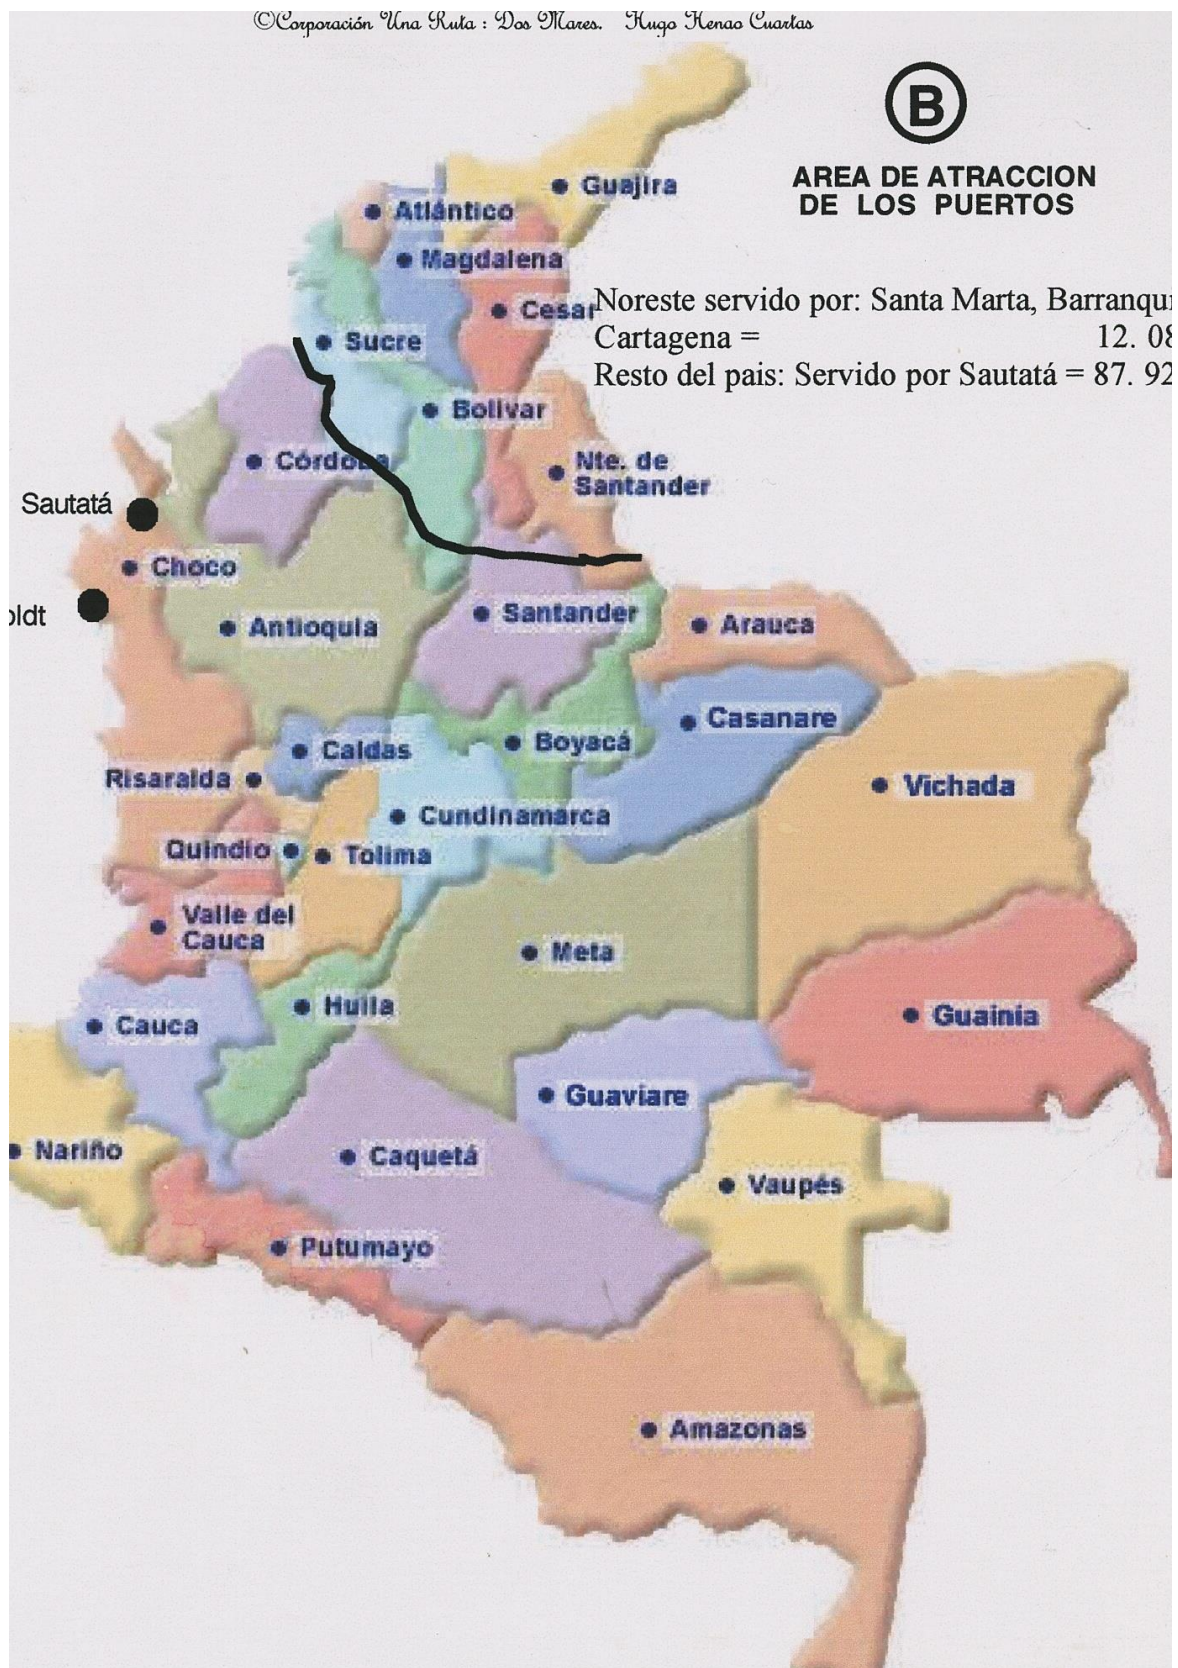 ©Corporación Una Ruta : Dos Mares. Hugo Henao Cuartas
B
AREA DE ATRACCION
DE LOS PUERTOS
Guajira
Atlántico
Magdalena
Cesar
Noreste servido por: Santa Marta,
Cartagena = 12. 08
Resto del pais: Servido por Sautatá = 87. 92
Sucre
Bolivar
Córdoba
Nte. de
Santander
Sautatá
Choco
Santander
Arauca
Antioquia
Casanare
Caldas
Boyacá
Risaralda
Vichada
Cundinamarca
Quindío
Tolima
Valle del
Cauca
Meta
Huila
Cauca
Guainia
Guaviare
Nariño
Caquetá
Vaupés
Putumayo
Amazonas